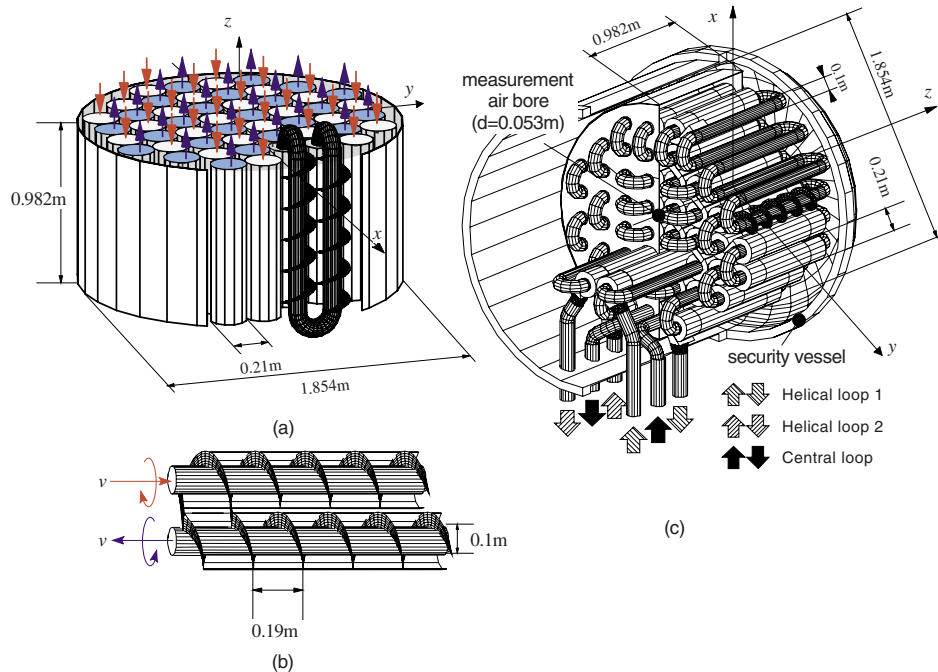 z
y
0.982m
x
0.21m
1.854m
(a)
v
v
0.1m
0.19m
(b)
x
0.982m
1.854m
0.1m
measurement
air bore
(d=0.053m)
z
0.21m
y
security vessel
Helical loop 1
Helical loop 2
Central loop
(c)